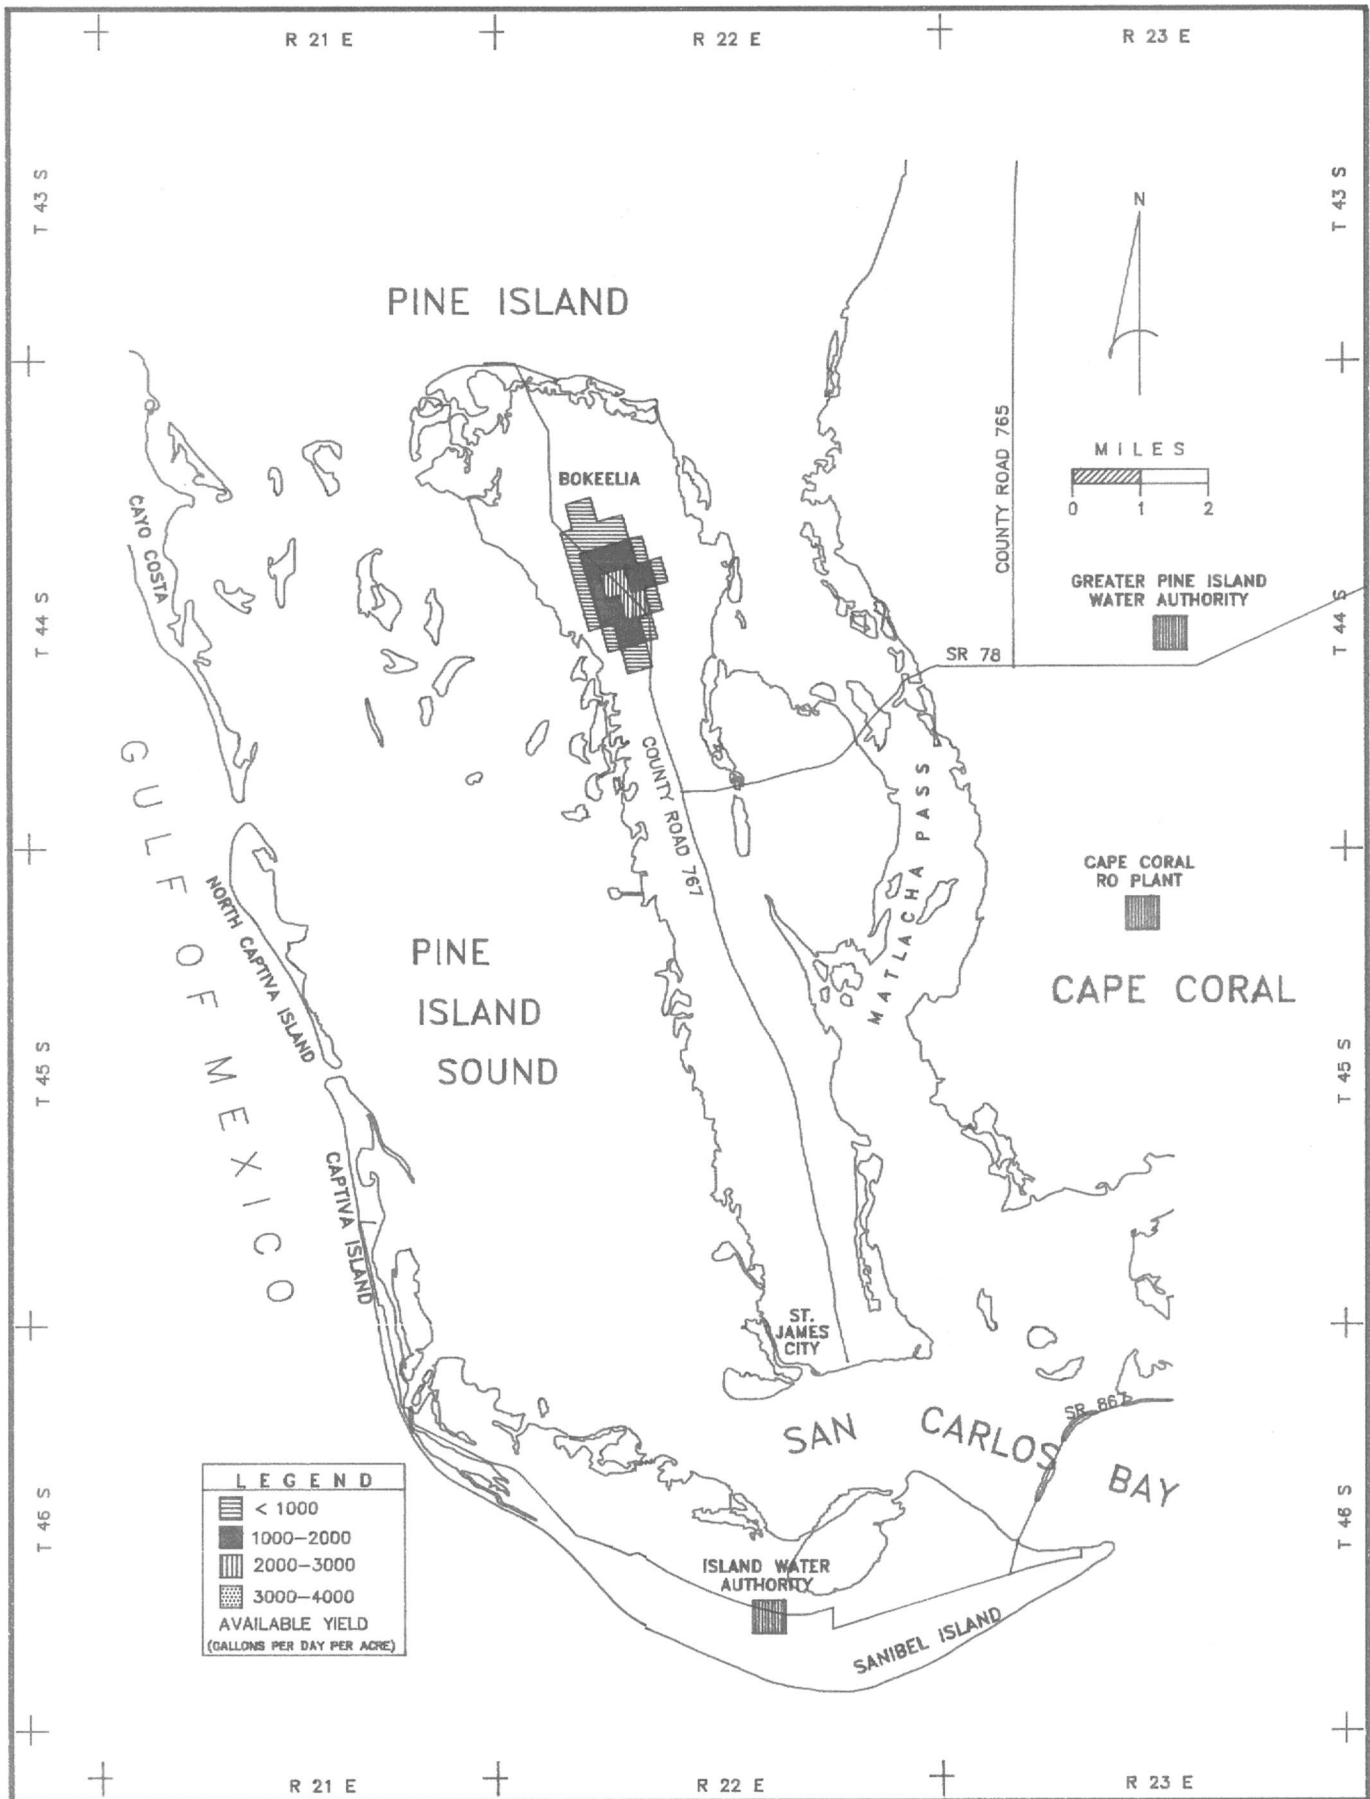 R 21 E
R 22 E
R 23 E
T 43 S
T 43 S
N
PINE ISLAND
COUNTY ROAD 765
MILES
0 1 2
BOKEELIA
CAYO COSTA
GREATER PINE ISLAND
WATER AUTHORITY
T 44 S
T 44 S
SR 78
GULF OF MEXICO
COUNTY ROAD 767
MATLACHA PASS
CAPE CORAL
RO PLANT
NORTH CAPTIVA ISLAND
PINE
ISLAND
SOUND
CAPE CORAL
T 45 S
T 45 S
CAPTIVA ISLAND
ST.
JAMES
CITY
SR 867
SAN CARLOS BAY
LEGEND
< 1000
1000-2000
2000-3000
3000-4000
AVAILABLE YIELD
(GALLONS PER DAY PER ACRE)
T 46 S
T 46 S
ISLAND WATER
AUTHORITY
SANIBEL ISLAND
R 21 E
R 22 E
R 23 E